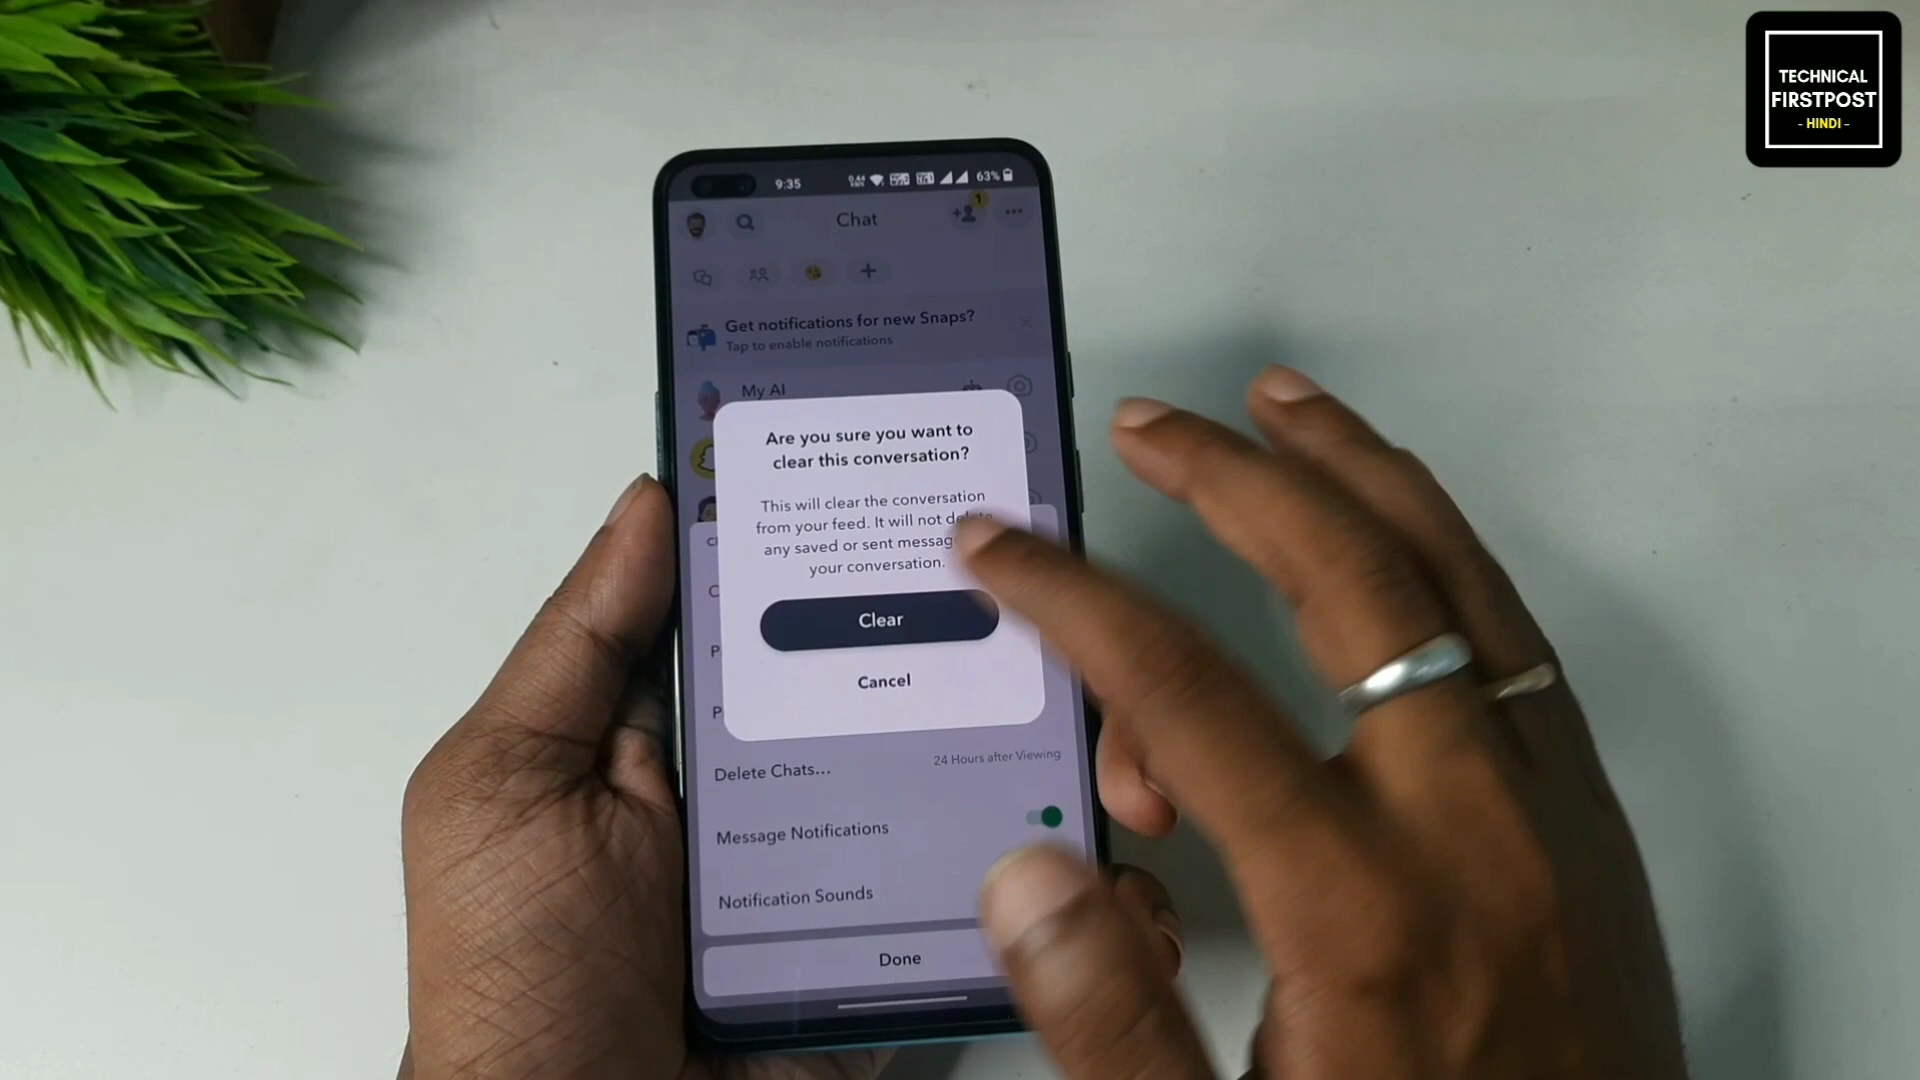 TECHNICAL
FIRSTPOST
- HINDI -
9:35
63%
Chat
1
Get notifications for new Snaps?
Tap to enable notifications
My AI
Are you sure you want to
clear this conversation?
This will clear the conversation
from your feed. It will not delete
any saved or sent messag
your conversation.
Clear
Cancel
P
P
Delete Chats...
24 Hours after Viewing
Message Notifications
Notification Sounds
Done